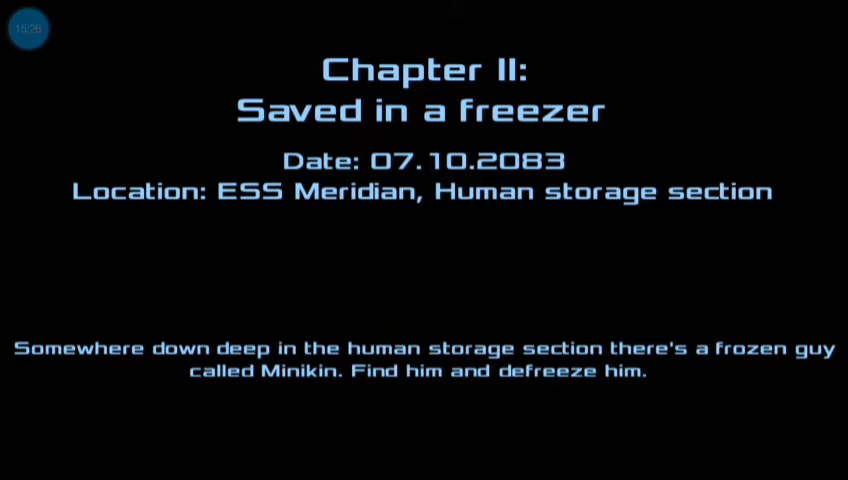 15:26
Chapter II:
Saved in a freezer
Date: 07.10.2083
Location: ESS Meridian, Human storage section
Somewhere down deep in the human storage section there's a frozen guy
called Minikin. Find him and defreeze him.